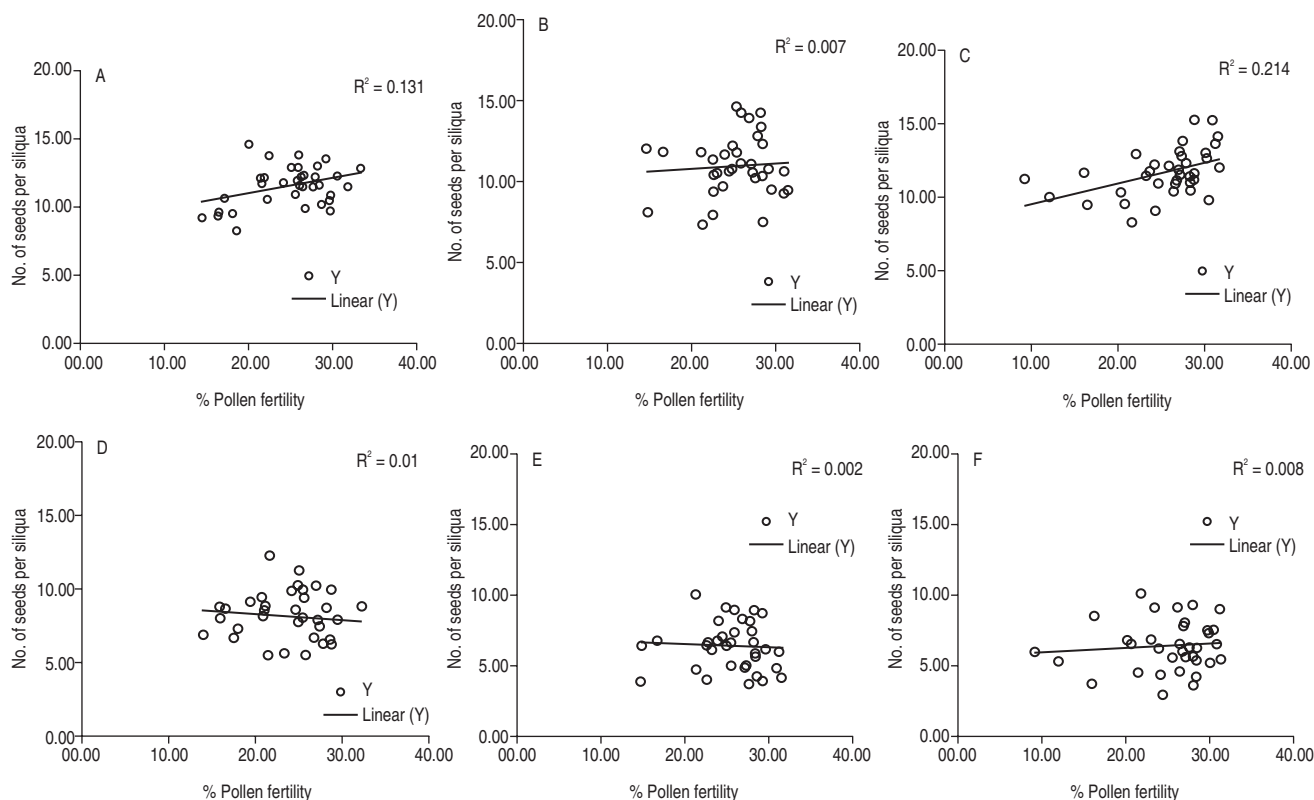 A
R² = 0.131
No. of seeds per siliqua
20.00
15.00
10.00
5.00
0.00
00.00 10.00 20.00 30.00 40.00
Y
Linear (Y)
% Pollen fertility
B
R² = 0.007
No. of seeds per siliqua
20.00
15.00
10.00
5.00
0.00
00.00 10.00 20.00 30.00 40.00
Y
Linear (Y)
% Pollen fertility
C
R² = 0.214
No. of seeds per siliqua
20.00
15.00
10.00
5.00
0.00
00.00 10.00 20.00 30.00 40.00
Y
Linear (Y)
% Pollen fertility
D
R² = 0.01
No. of seeds per siliqua
20.00
15.00
10.00
5.00
0.00
00.00 10.00 20.00 30.00 40.00
Y
Linear (Y)
% Pollen fertility
E
R² = 0.002
No. of seeds per siliqua
20.00
15.00
10.00
5.00
0.00
00.00 10.00 20.00 30.00 40.00
Y
Linear (Y)
% Pollen fertility
F
R² = 0.008
No. of seeds per siliqua
20.00
15.00
10.00
5.00
0.00
00.00 10.00 20.00 30.00 40.00
Y
Linear (Y)
% Pollen fertility